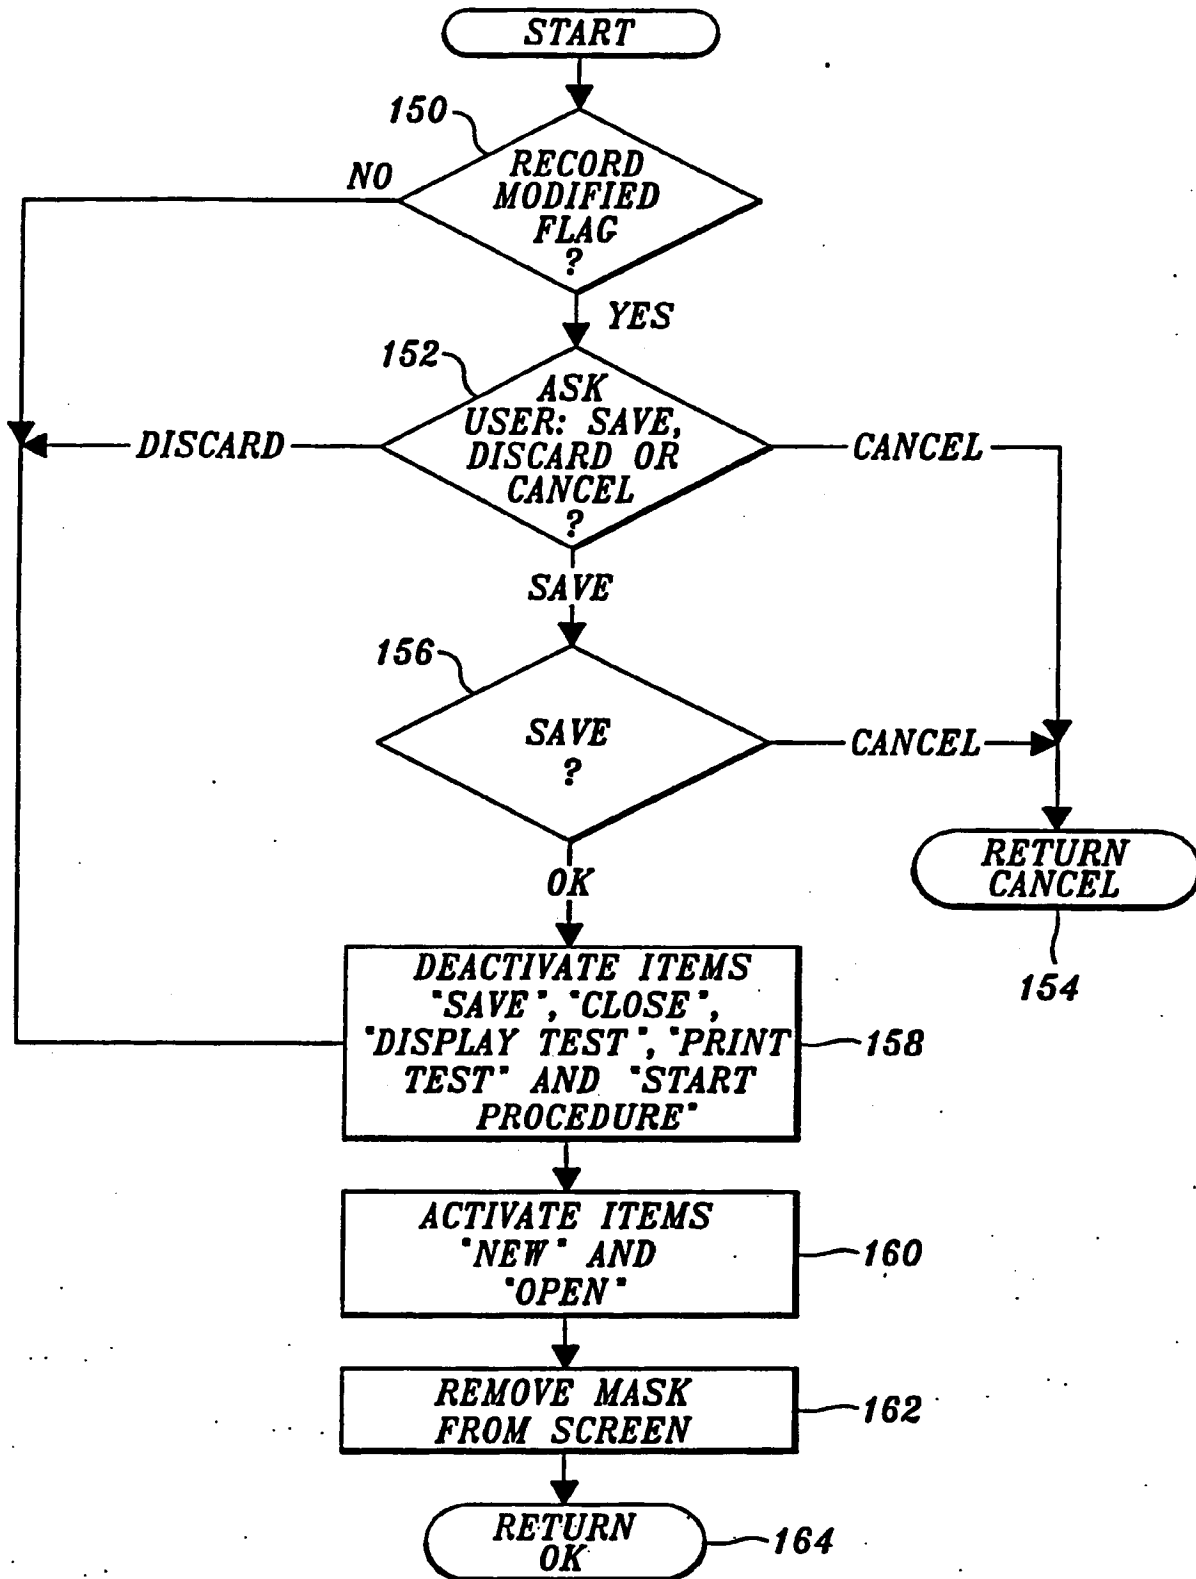 START
150
RECORD
MODIFIED
FLAG
?
NO
YES
152
ASK
USER: SAVE,
DISCARD OR
CANCEL
?
DISCARD
CANCEL
SAVE
156
SAVE
?
CANCEL
OK
RETURN
CANCEL
154
DEACTIVATE ITEMS
"SAVE", "CLOSE",
"DISPLAY TEST", "PRINT
TEST" AND "START
PROCEDURE"
158
ACTIVATE ITEMS
"NEW" AND
"OPEN"
160
REMOVE MASK
FROM SCREEN
162
RETURN
OK
164